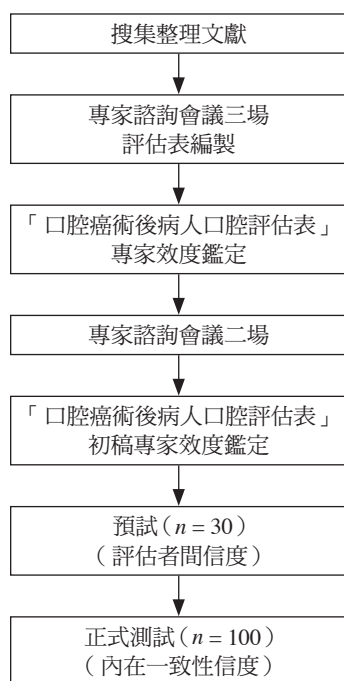 搜集整理文獻
專家諮詢會議三場
評估表編製
「口腔癌術後病人口腔評估表」
專家效度鑑定
專家諮詢會議二場
「口腔癌術後病人口腔評估表」
初稿專家效度鑑定
預試(n = 30)
(評估者間信度)
正式測試(n = 100)
(內在一致性信度)